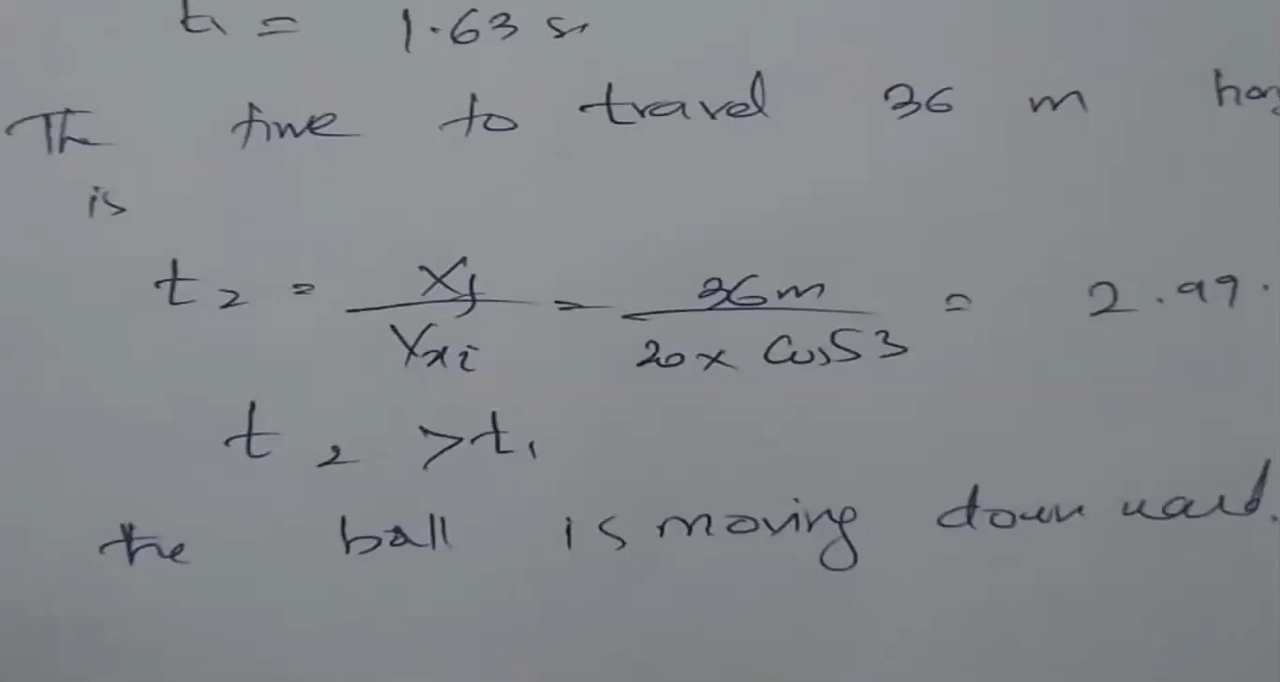 t₁ = 1.63 s
The time to travel 36 m
is
t₂ = Xf / Vxi = 36m / 20 x Cos53 = 2.99.
t₂ > t₁
the ball is moving downward.